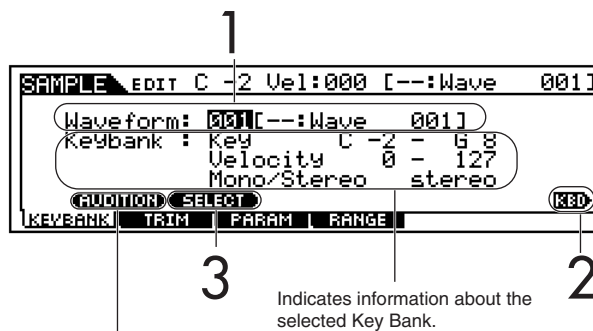 1
SAMPLE EDIT C -2 Vel:000 [--:Wave 001]
Waveform: 001[--:Wave 001]
Keybank : Key C -2 - G 8
Velocity 0 - 127
Mono/Stereo stereo
AUDITION SELECT KBD
KEYBANK TRIM PARAM RANGE
3
2
Indicates information about the
selected Key Bank.